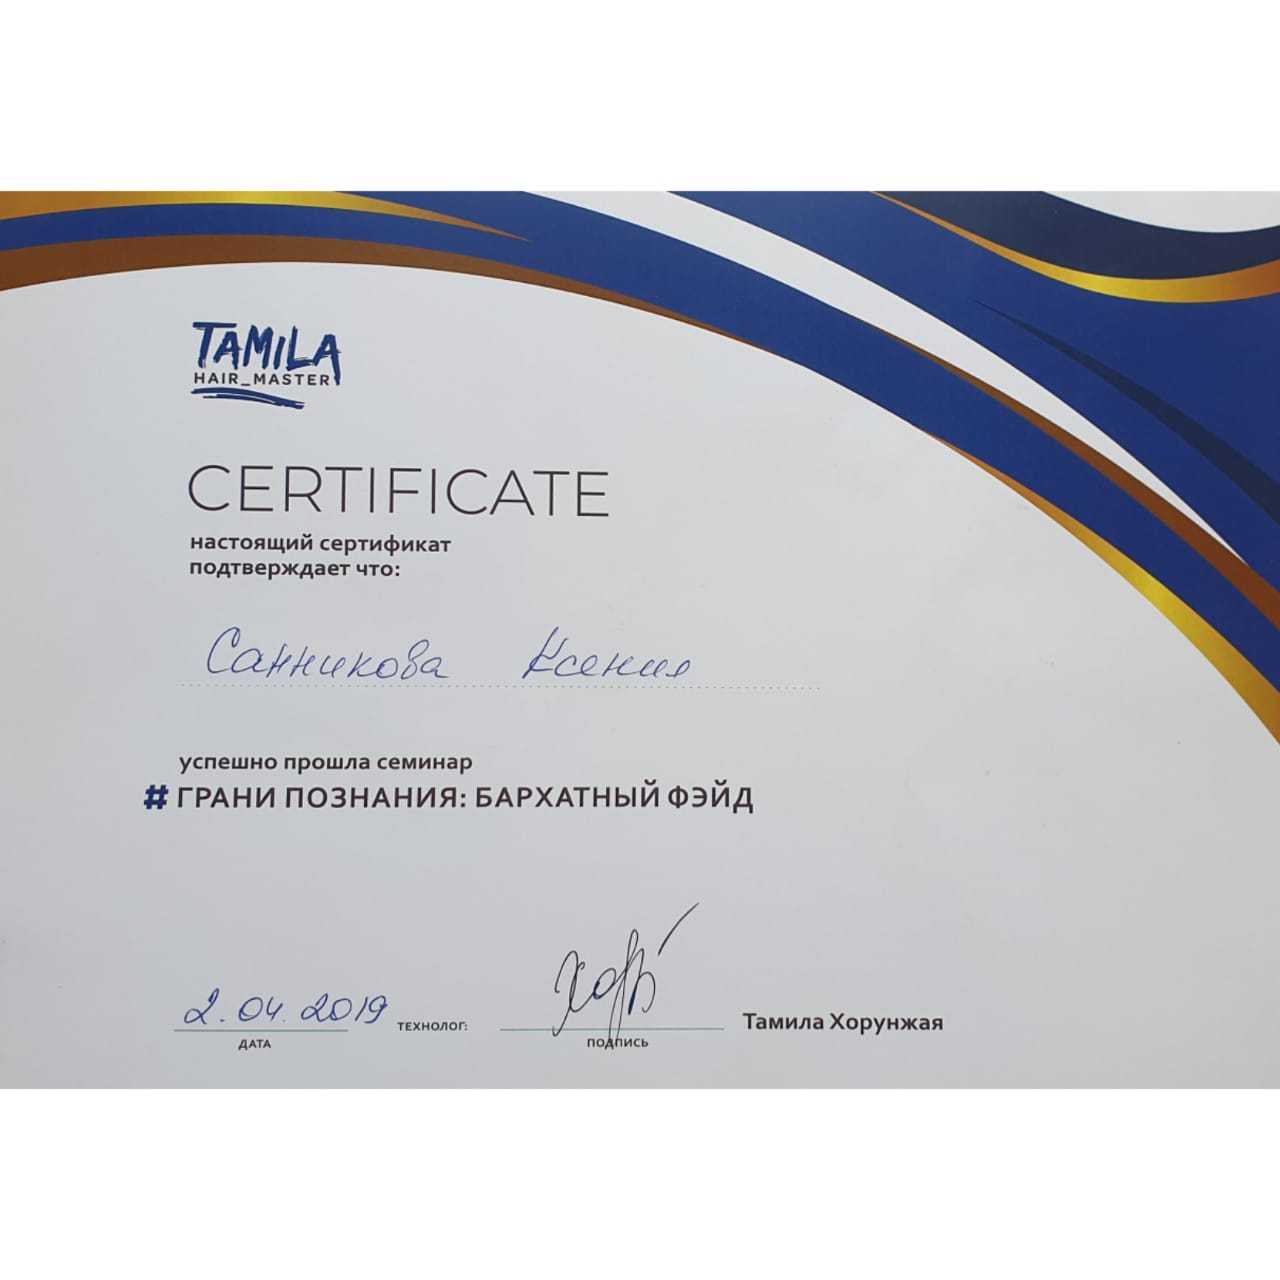 TAMILA
HAIR_MASTER
CERTIFICATE
настоящий сертификат
подтверждает что:
Санникова Ксения
успешно прошла семинар
# ГРАНИ ПОЗНАНИЯ: БАРХАТНЫЙ ФЭЙД
2.04.2019 ТЕХНОЛОГ: Тамила Хорунжая
ДАТА ПОДПИСЬ